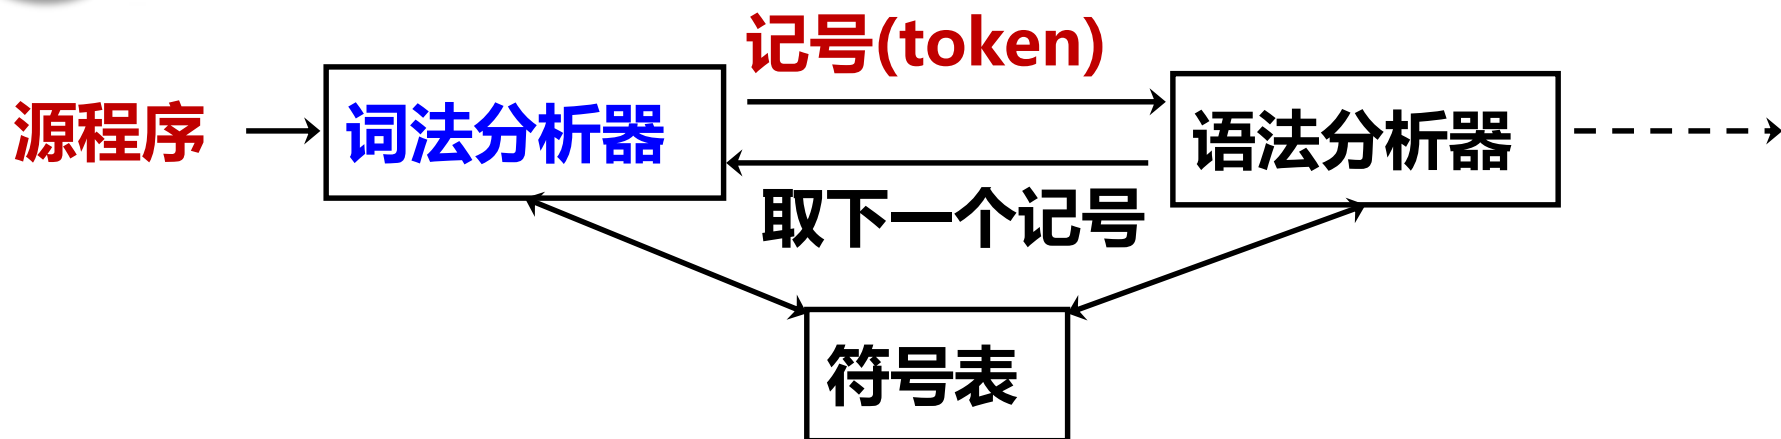 记号(token)
源程序
词法分析器
语法分析器
取下一个记号
符号表